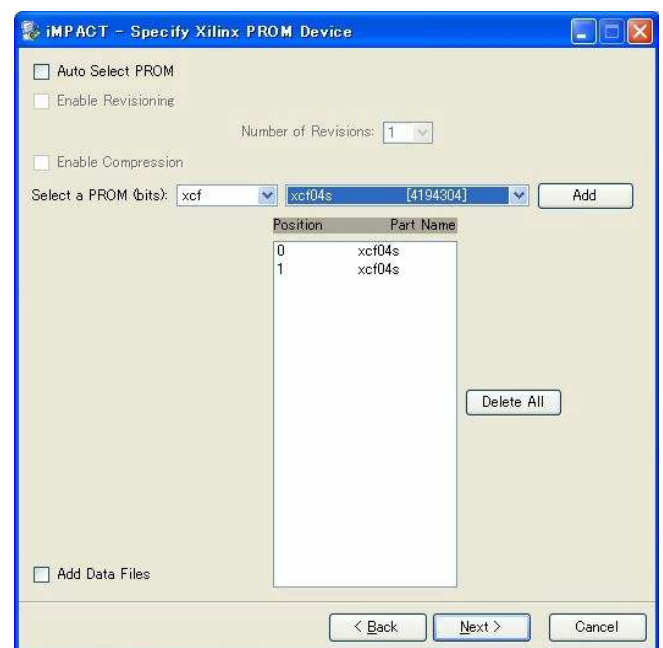 iMPACT - Specify Xilinx PROM Device
Auto Select PROM
Enable Revisioning
Number of Revisions: 1
Enable Compression
Select a PROM (bits): xcf xcf04s [4194304] Add
Position Part Name
0 xcf04s
1 xcf04s
Delete All
Add Data Files
< Back Next > Cancel